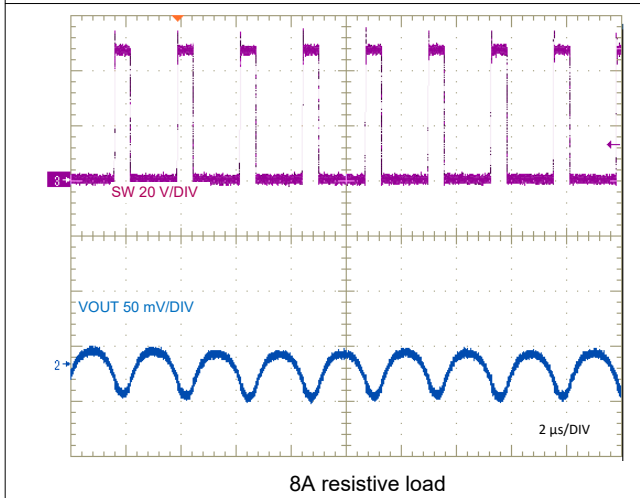 3
SW 20 V/DIV
VOUT 50 mV/DIV
2
2 µs/DIV
8A resistive load